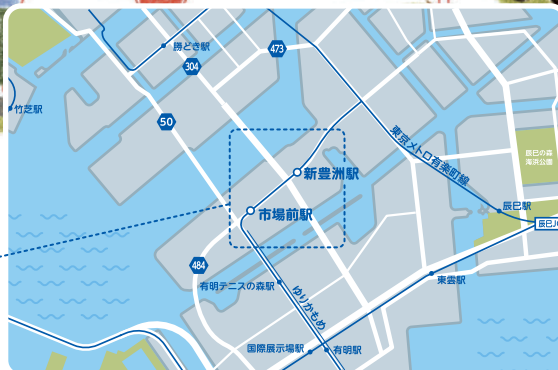 勝どき駅
473
304
竹芝駅
50
東京メトロ有楽町線
辰巳の森
海浜公園
新豊洲駅
辰巳駅
市場前駅
辰巳J
484
有明テニスの森駅
東雲駅
ゆりかもめ
国際展示場駅
有明駅